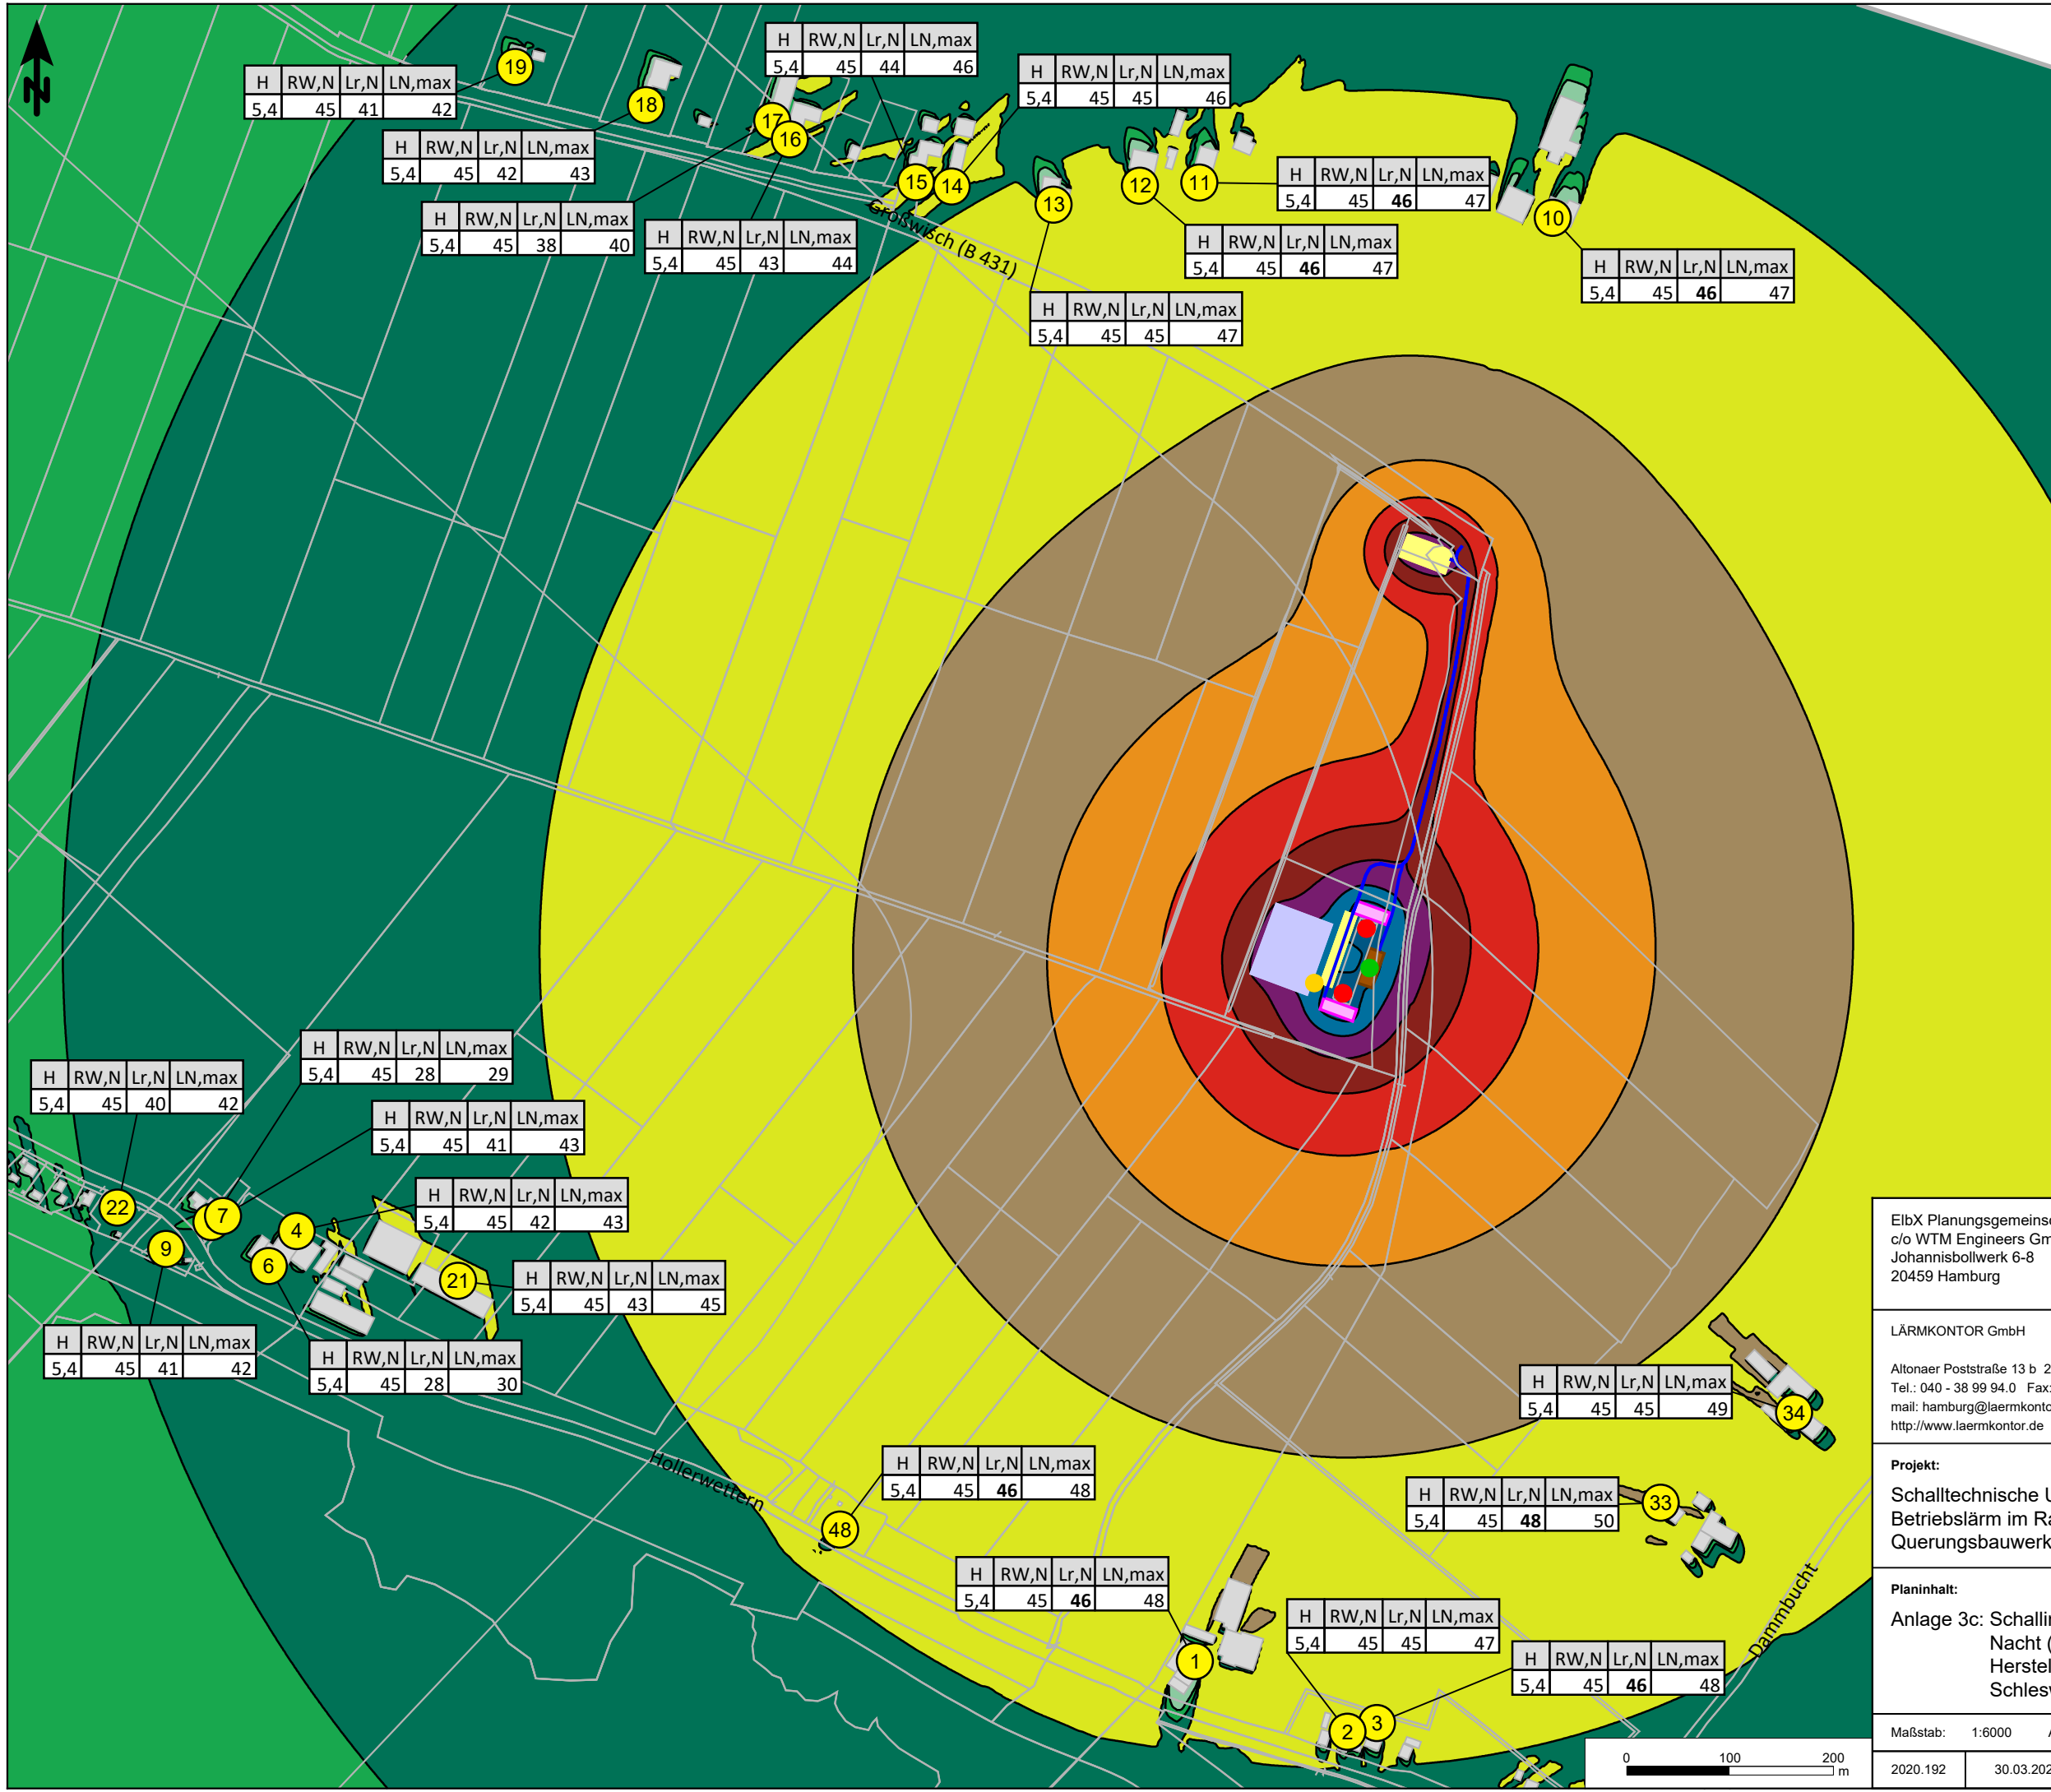 N
H RW,N Lr,N LN,max
5,4 45 44 46
H RW,N Lr,N LN,max
5,4 45 45 46
H RW,N Lr,N LN,max
5,4 45 41 42
19
18
17
16
15
14
13
12
11
10
H RW,N Lr,N LN,max
5,4 45 42 43
H RW,N Lr,N LN,max
5,4 45 46 47
H RW,N Lr,N LN,max
5,4 45 38 40
H RW,N Lr,N LN,max
5,4 45 43 44
Großwisch (B 431)
H RW,N Lr,N LN,max
5,4 45 46 47
H RW,N Lr,N LN,max
5,4 45 46 47
H RW,N Lr,N LN,max
5,4 45 45 47
H RW,N Lr,N LN,max
5,4 45 28 29
H RW,N Lr,N LN,max
5,4 45 40 42
H RW,N Lr,N LN,max
5,4 45 41 43
H RW,N Lr,N LN,max
5,4 45 42 43
22
7
4
9
6
21
H RW,N Lr,N LN,max
5,4 45 43 45
H RW,N Lr,N LN,max
5,4 45 41 42
H RW,N Lr,N LN,max
5,4 45 28 30
H RW,N Lr,N LN,max
5,4 45 45 49
34
Hollerwettern
H RW,N Lr,N LN,max
5,4 45 46 48
48
H RW,N Lr,N LN,max
5,4 45 48 50
33
H RW,N Lr,N LN,max
5,4 45 46 48
1
H RW,N Lr,N LN,max
5,4 45 45 47
H RW,N Lr,N LN,max
5,4 45 46 48
2
3
Dammbucht
0 100 200
m
ElbX Planungsgemeins
c/o WTM Engineers Gm
Johannisbollwerk 6-8
20459 Hamburg
LÄRMKONTOR GmbH
Altonaer Poststraße 13 b 2
Tel.: 040 - 38 99 94.0 Fax:
mail: hamburg@laermkonto
http://www.laermkontor.de
Projekt:
Schalltechnische U
Betriebslärm im Ra
Querungsbauwerk
Planinhalt:
Anlage 3c: Schallin
Nacht (
Herstel
Schlesw
Maßstab: 1:6000 A
2020.192 30.03.202